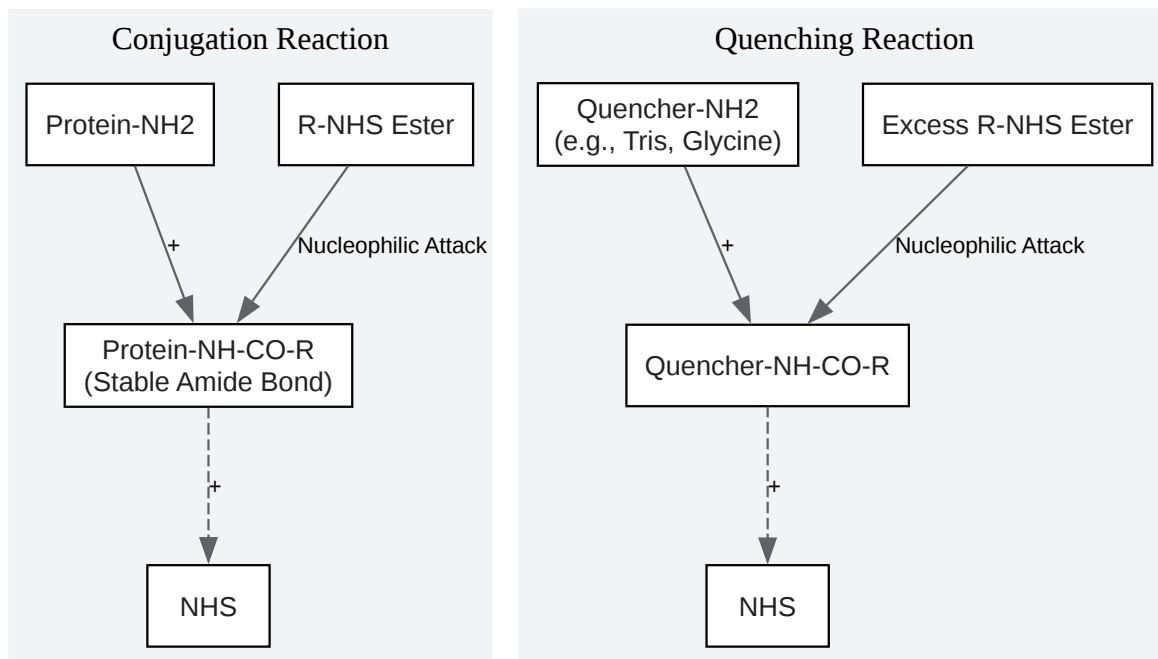 Conjugation Reaction
Protein-NH2
R-NHS Ester
+
Nucleophilic Attack
Protein-NH-CO-R
(Stable Amide Bond)
+
NHS
Quenching Reaction
Quencher-NH2
(e.g., Tris, Glycine)
Excess R-NHS Ester
+
Nucleophilic Attack
Quencher-NH-CO-R
+
NHS